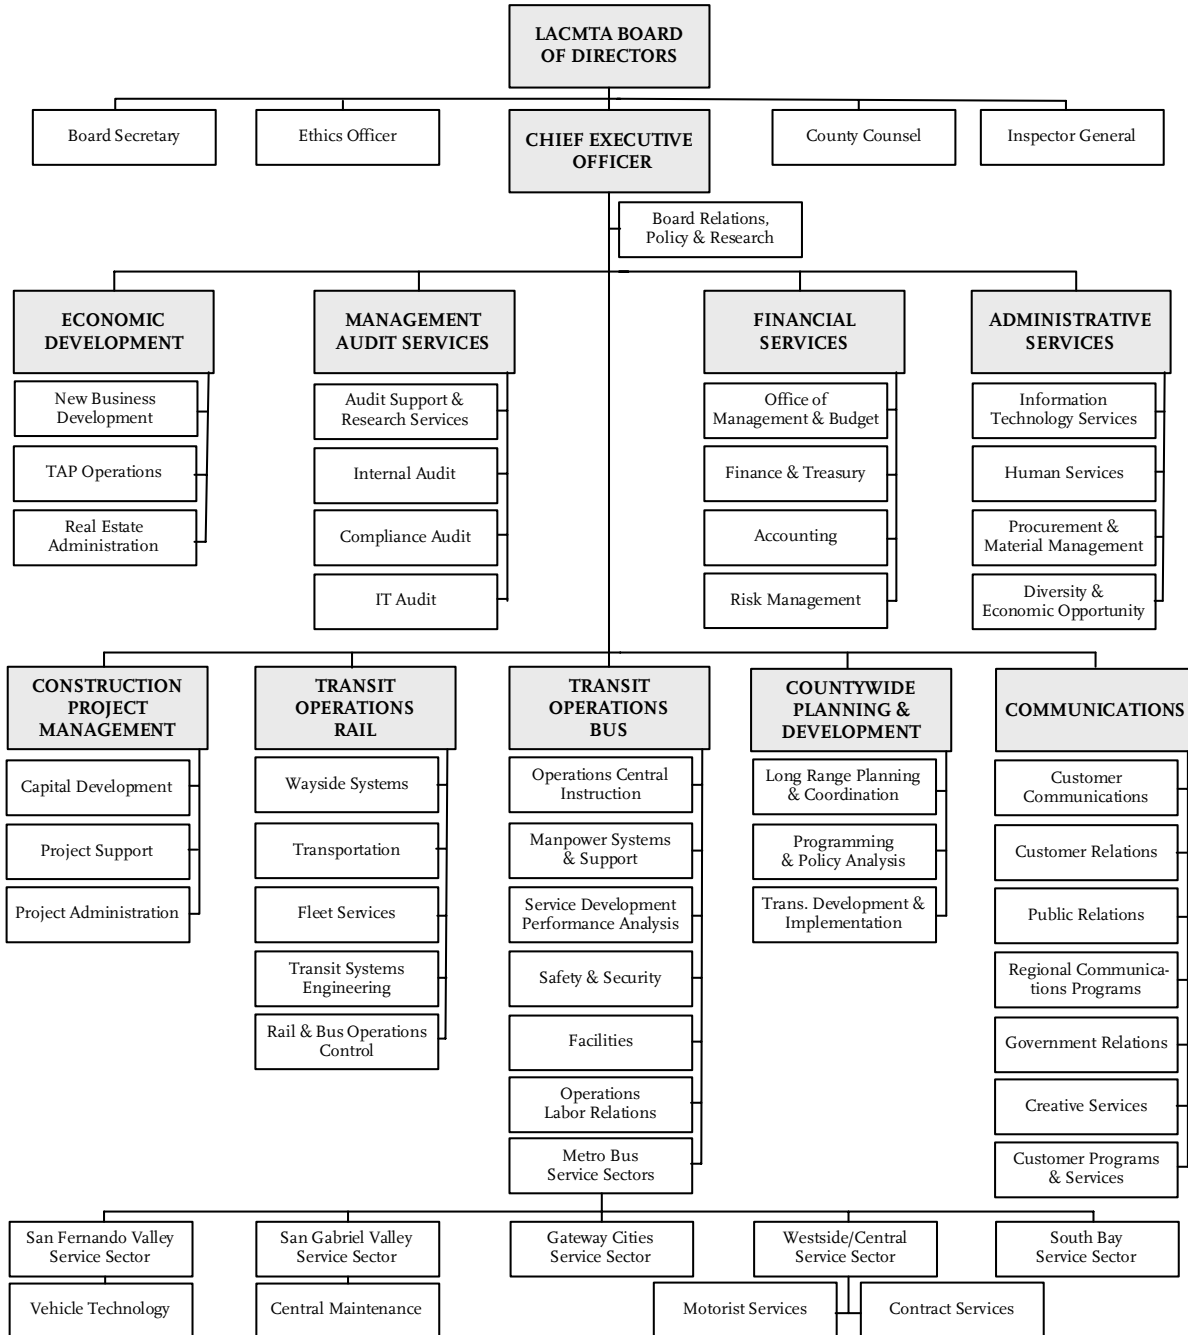 LACMTA BOARD
OF DIRECTORS
Board Secretary
Ethics Officer
CHIEF EXECUTIVE
OFFICER
County Counsel
Inspector General
Board Relations,
Policy & Research
ECONOMIC
DEVELOPMENT
New Business
Development
TAP Operations
Real Estate
Administration
MANAGEMENT
AUDIT SERVICES
Audit Support &
Research Services
Internal Audit
Compliance Audit
IT Audit
FINANCIAL
SERVICES
Office of
Management & Budget
Finance & Treasury
Accounting
Risk Management
ADMINISTRATIVE
SERVICES
Information
Technology Services
Human Services
Procurement &
Material Management
Diversity &
Economic Opportunity
CONSTRUCTION
PROJECT
MANAGEMENT
Capital Development
Project Support
Project Administration
TRANSIT
OPERATIONS
RAIL
Wayside Systems
Transportation
Fleet Services
Transit Systems
Engineering
Rail & Bus Operations
Control
TRANSIT
OPERATIONS
BUS
Operations Central
Instruction
Manpower Systems
& Support
Service Development
Performance Analysis
Safety & Security
Facilities
Operations
Labor Relations
Metro Bus
Service Sectors
COUNTYWIDE
PLANNING &
DEVELOPMENT
Long Range Planning
& Coordination
Programming
& Policy Analysis
Trans. Development &
Implementation
COMMUNICATIONS
Customer
Communications
Customer Relations
Public Relations
Regional Communica-
tions Programs
Government Relations
Creative Services
Customer Programs
& Services
San Fernando Valley
Service Sector
San Gabriel Valley
Service Sector
Gateway Cities
Service Sector
Westside/Central
Service Sector
South Bay
Service Sector
Vehicle Technology
Central Maintenance
Motorist Services
Contract Services